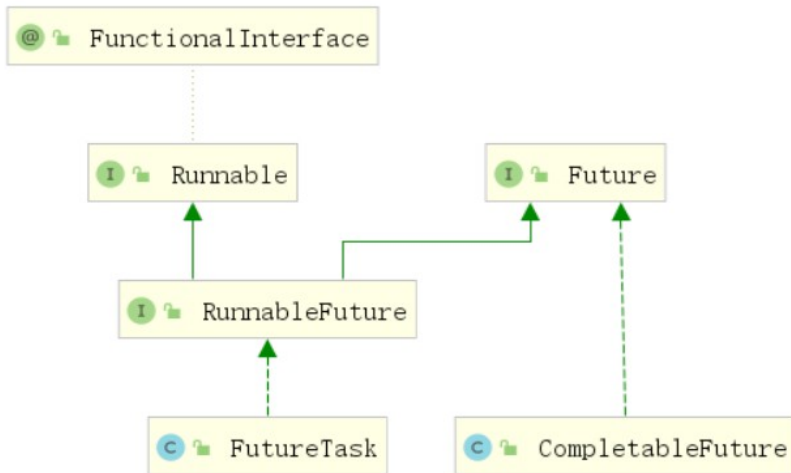 @ FunctionalInterface
I Runnable
I Future
I RunnableFuture
C FutureTask
C CompletableFuture